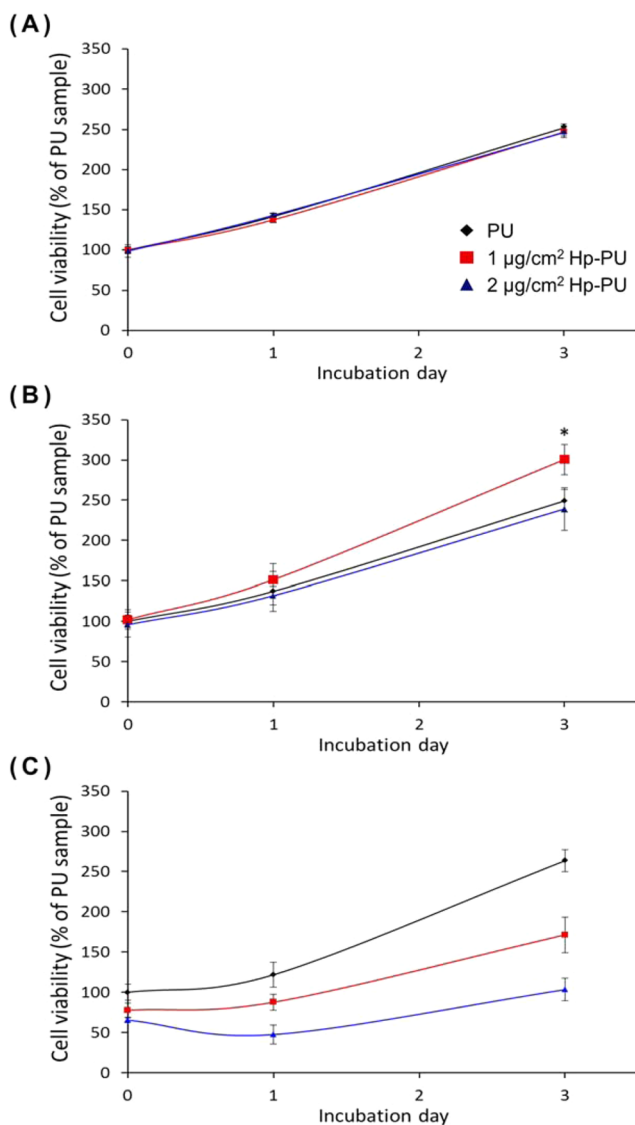 (A)
350
300
250
200
150
100
50
0
Cell viability (% of PU sample)
PU
1 µg/cm² Hp-PU
2 µg/cm² Hp-PU
0 1 2 3
Incubation day
(B)
350
300
250
200
150
100
50
0
Cell viability (% of PU sample)
*
0 1 2 3
Incubation day
(C)
350
300
250
200
150
100
50
0
Cell viability (% of PU sample)
0 1 2 3
Incubation day